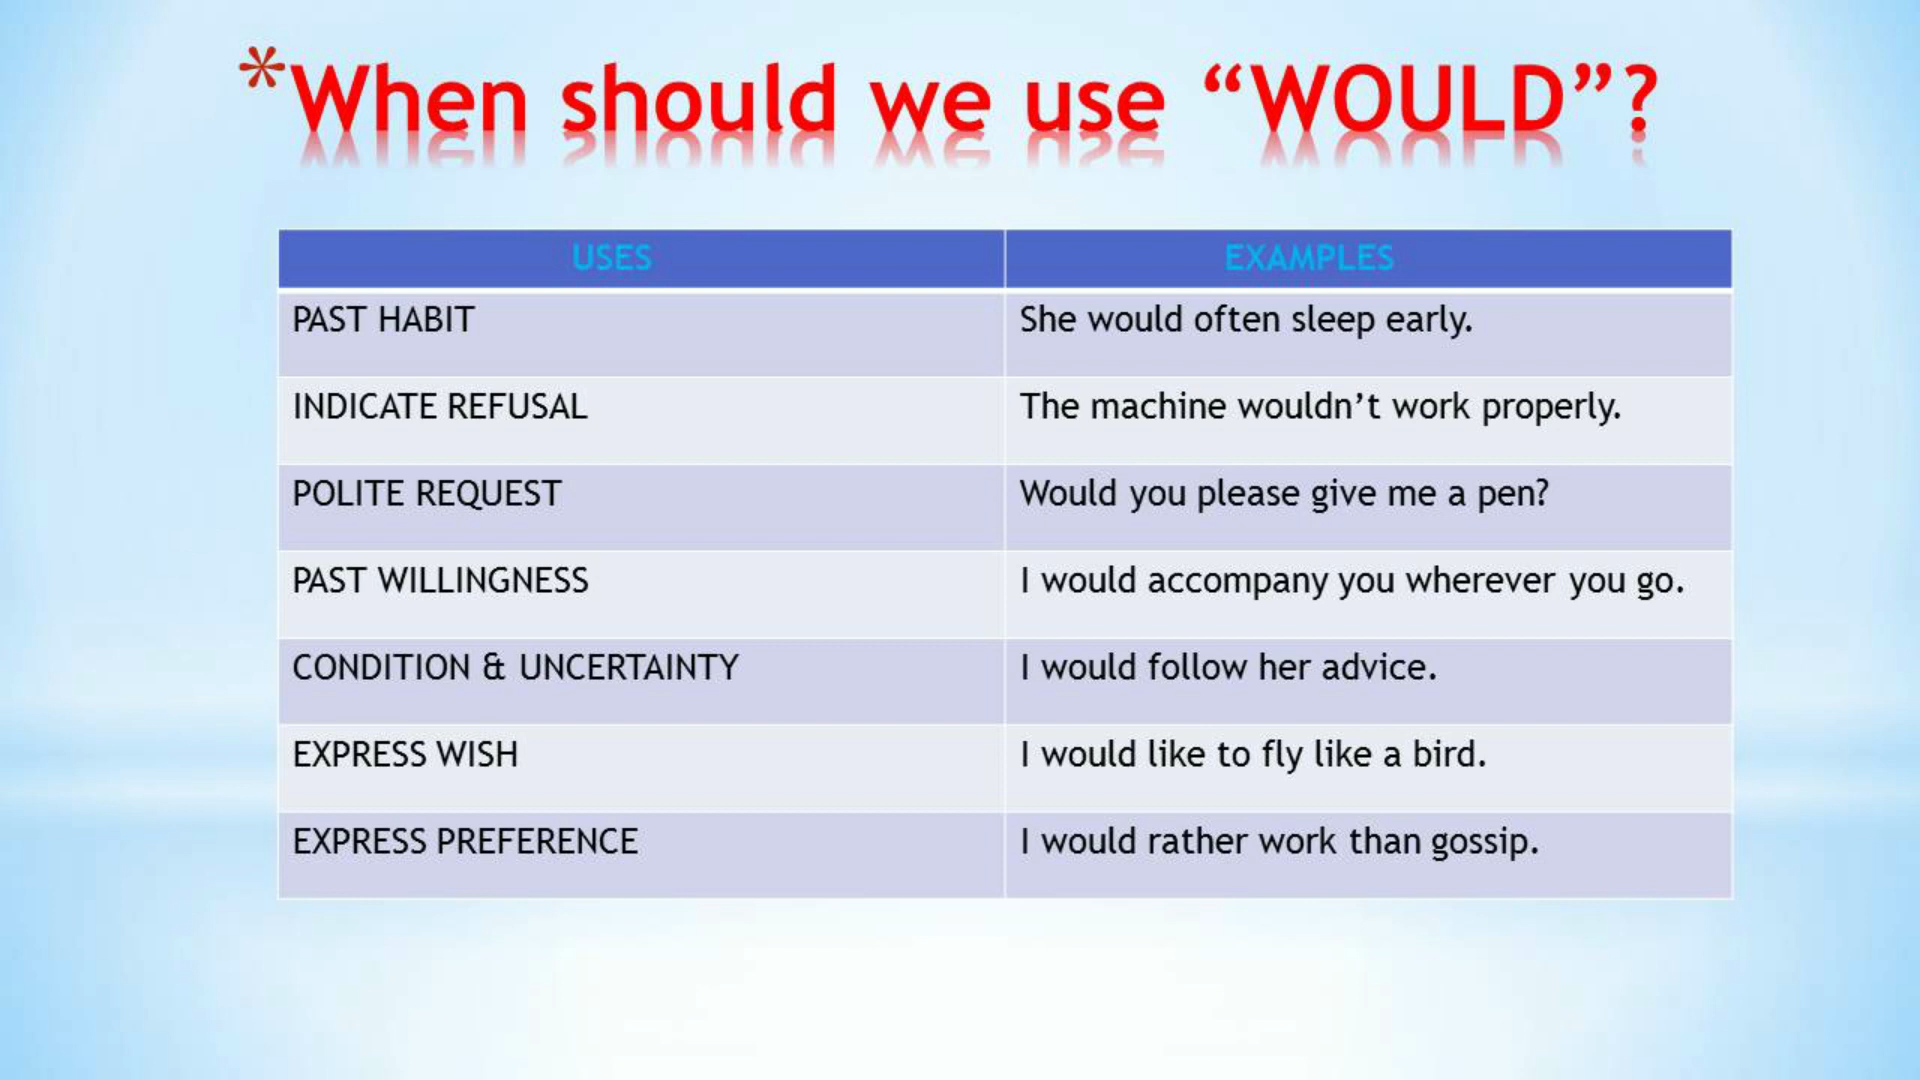 *When should we use “WOULD”?
USES EXAMPLES
PAST HABIT She would often sleep early.
INDICATE REFUSAL The machine wouldn’t work properly.
POLITE REQUEST Would you please give me a pen?
PAST WILLINGNESS I would accompany you wherever you go.
CONDITION & UNCERTAINTY I would follow her advice.
EXPRESS WISH I would like to fly like a bird.
EXPRESS PREFERENCE I would rather work than gossip.